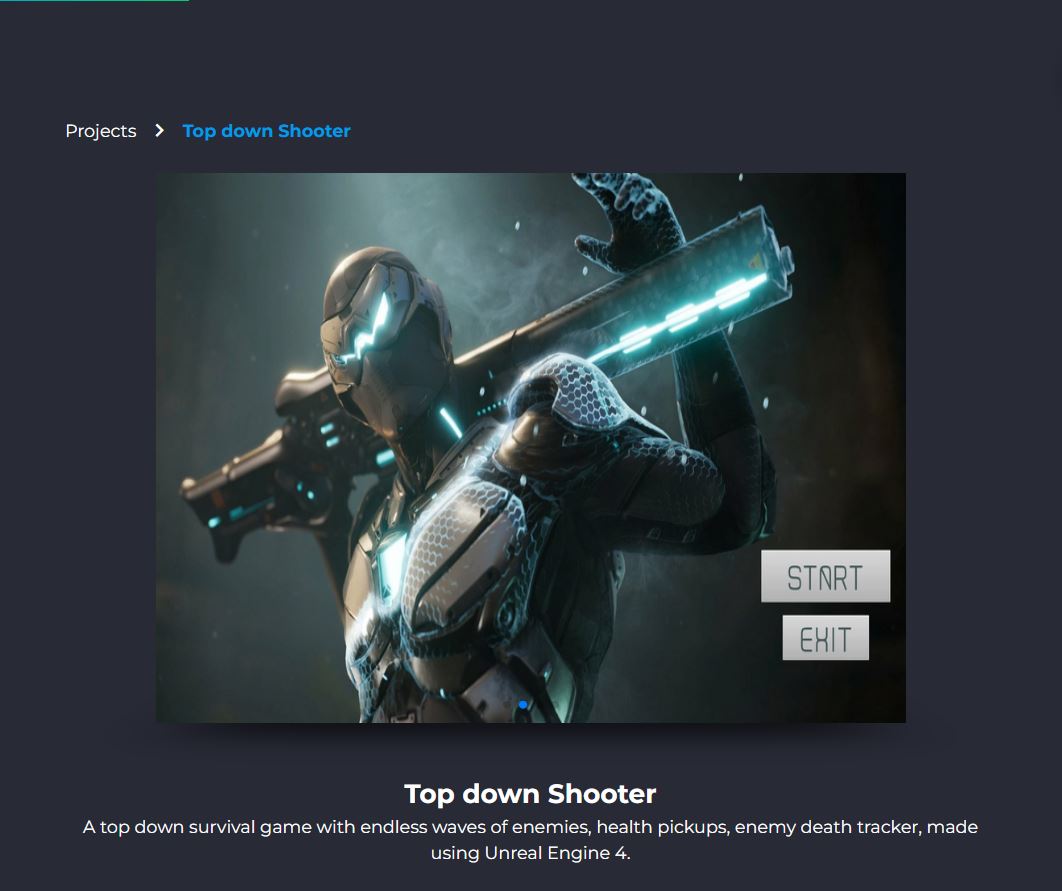 Projects > Top down Shooter
START
EXIT
Top down Shooter
A top down survival game with endless waves of enemies, health pickups, enemy death tracker, made
using Unreal Engine 4.